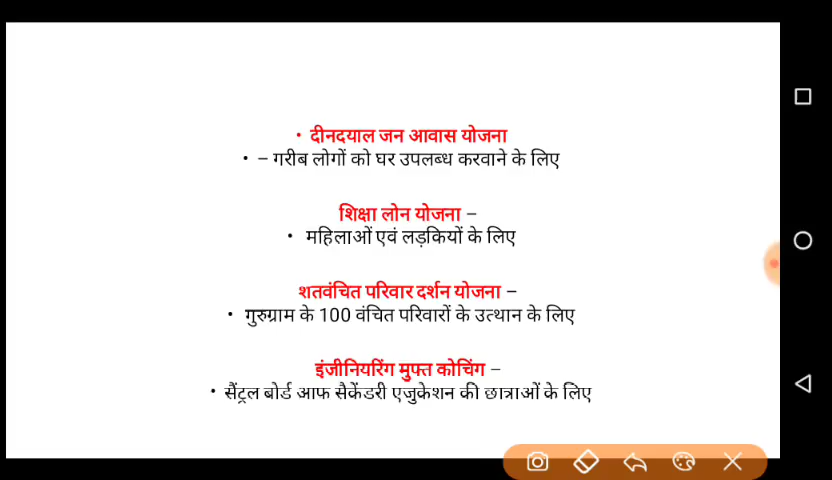 • दीनदयाल जन आवास योजना
• – गरीब लोगों को घर उपलब्ध करवाने के लिए
शिक्षा लोन योजना –
• महिलाओं एवं लड़कियों के लिए
शतवंचित परिवार दर्शन योजना –
• गुरुग्राम के 100 वंचित परिवारों के उत्थान के लिए
इंजीनियरिंग मुफ्त कोचिंग –
• सैंट्रल बोर्ड आफ सैकेंडरी एजुकेशन की छात्राओं के लिए